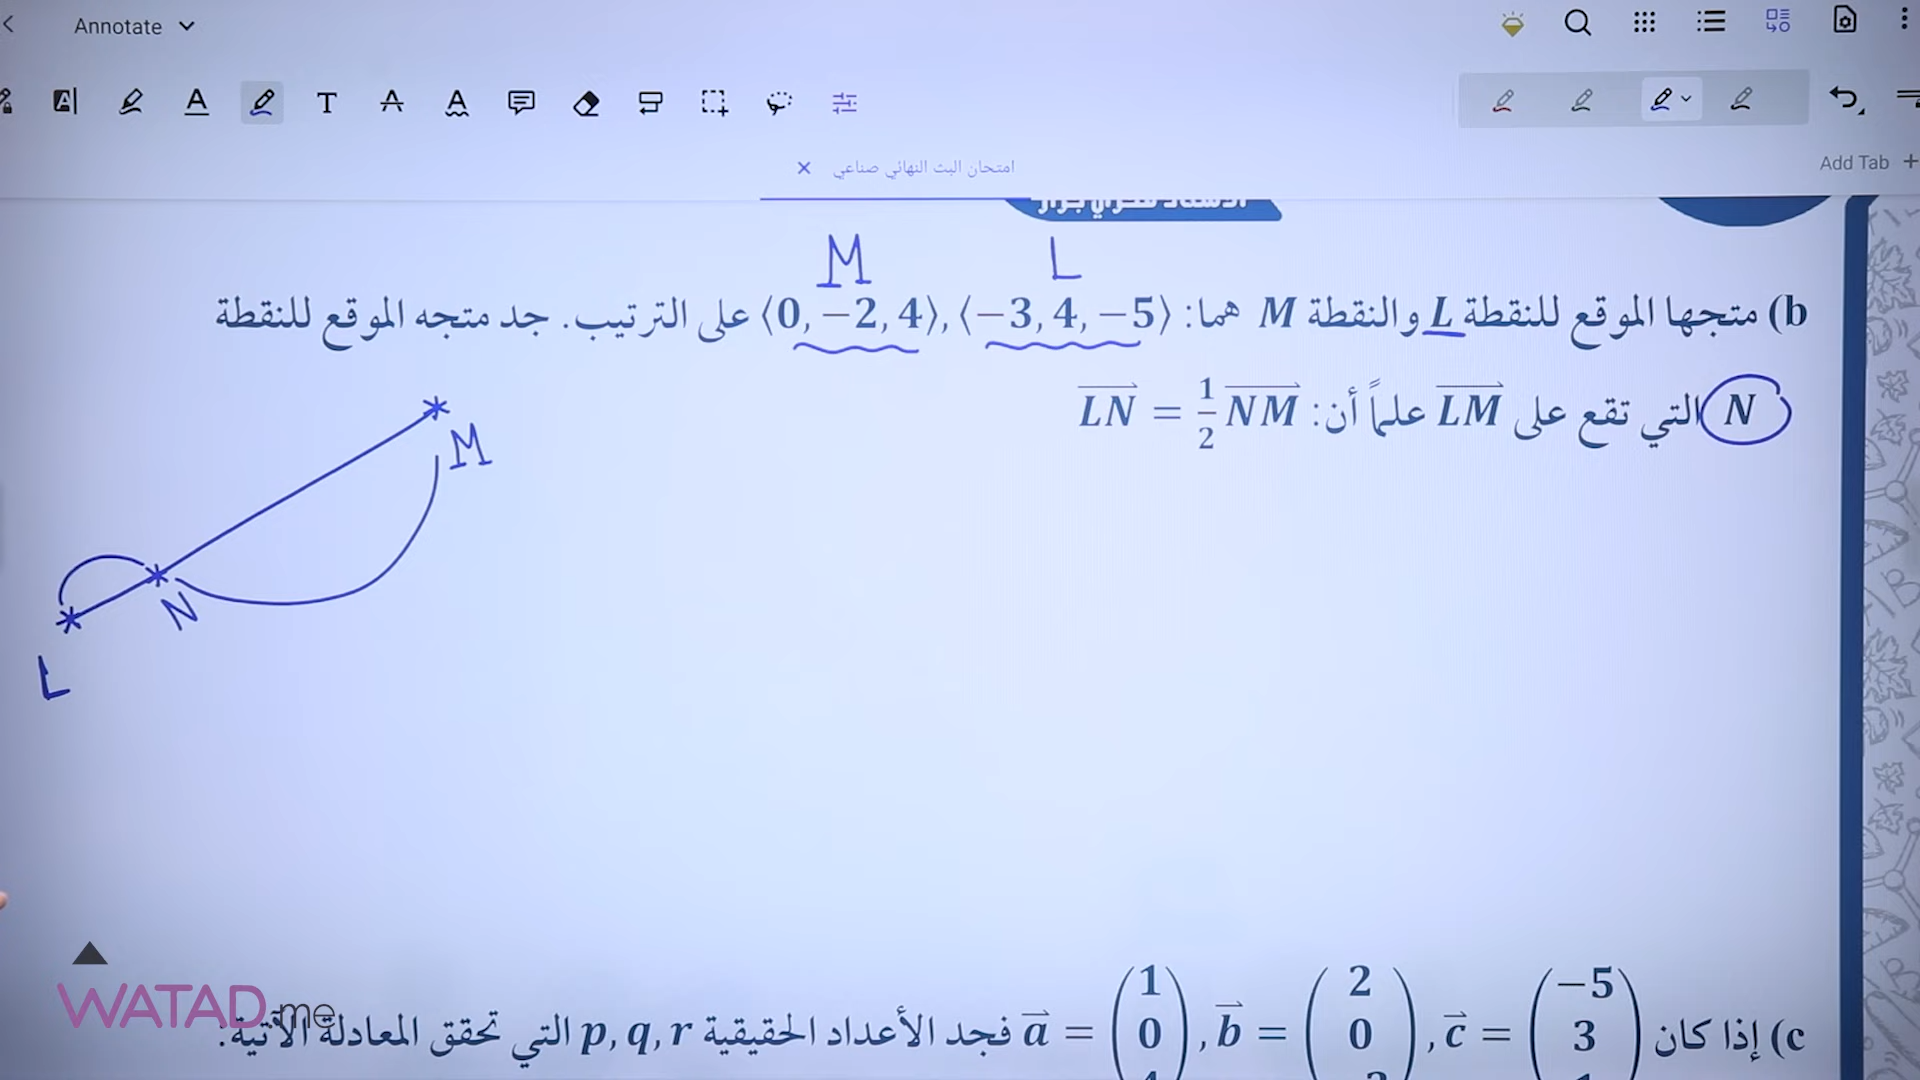 Annotate
امتحان البث النهائي صناعي
Add Tab +
M L
b) متجها الموقع للنقطة L والنقطة M هما: ⟨−3, 4, −5⟩, ⟨0, −2, 4⟩ على الترتيب. جد متجه الموقع للنقطة
N التي تقع على LM علماً أن: LN = 1/2 NM
M
N
L
c) إذا كان c = (−5 3), b = (2 0), a = (1 0) فجد الأعداد الحقيقية p, q, r التي تحقق المعادلة الآتية:
WATAD.me